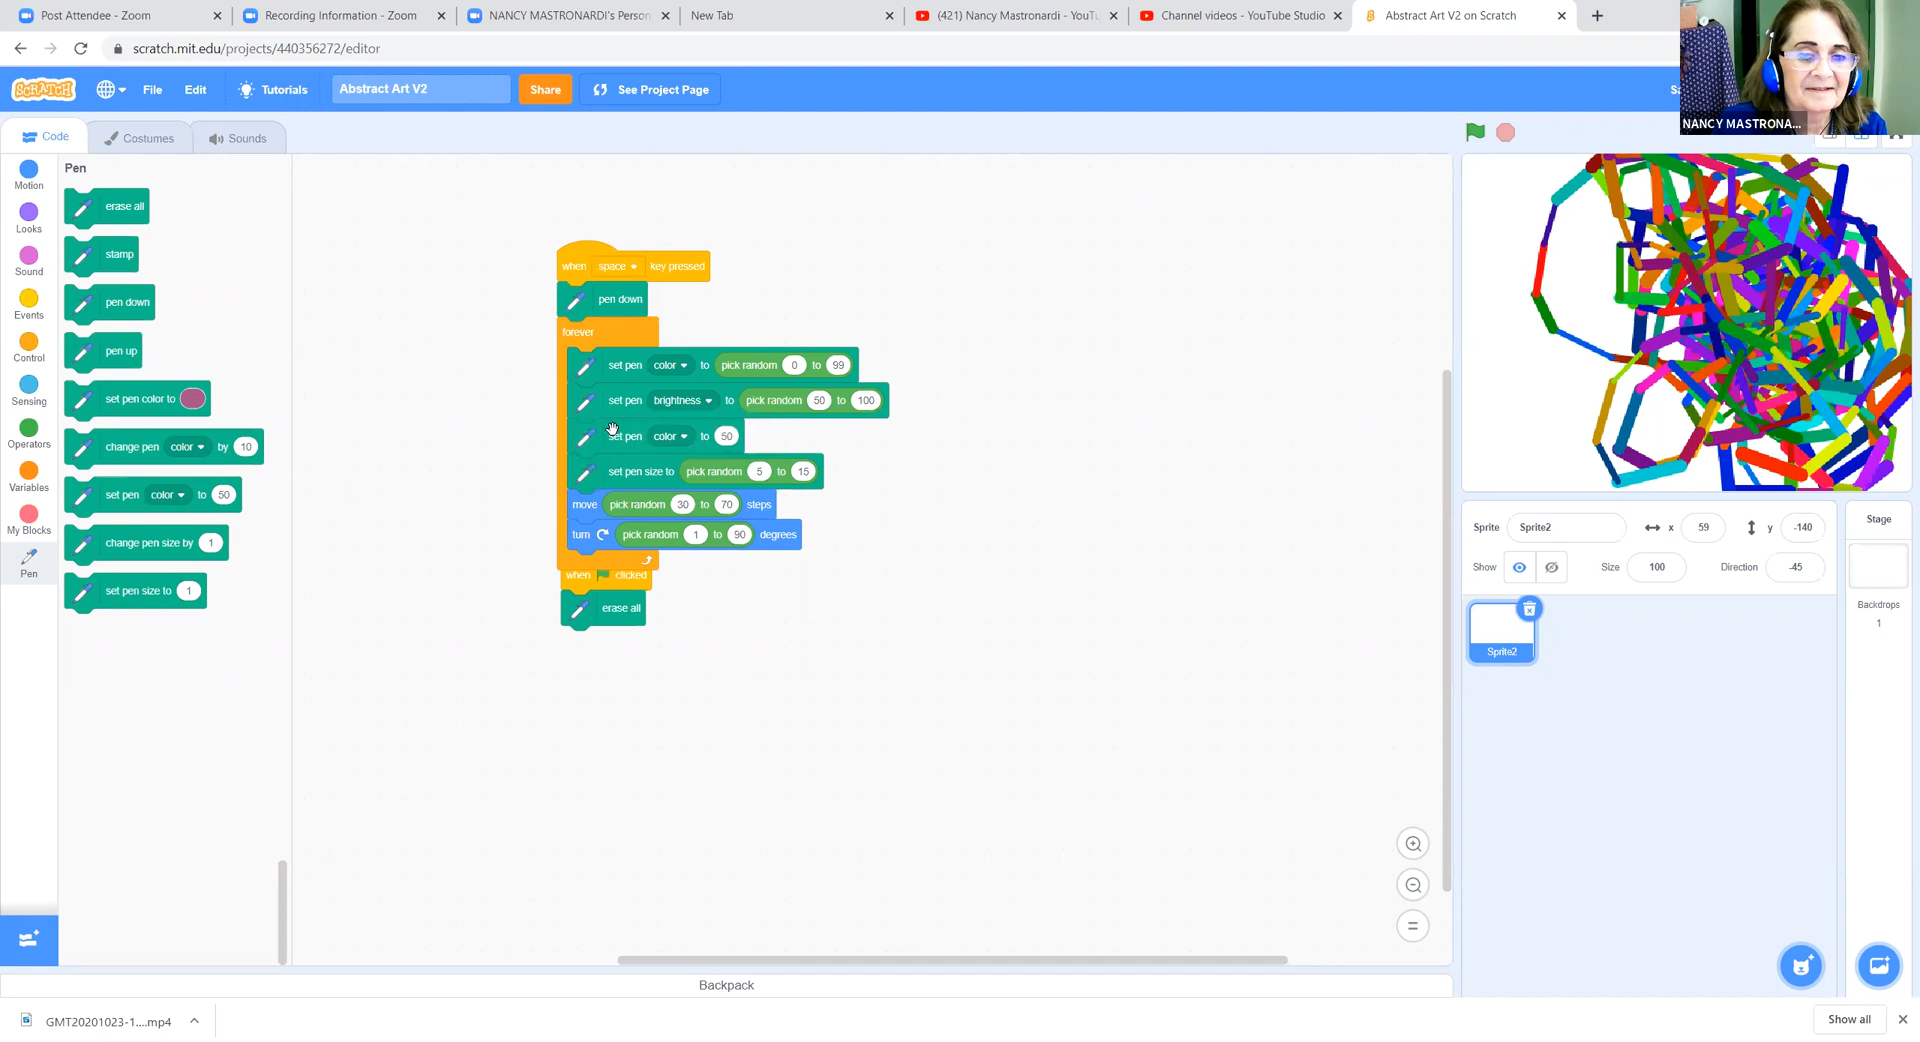 Post Attendee - Zoom
Recording Information - Zoom
NANCY MASTRONARDI's Person
New Tab
(421) Nancy Mastronardi - YouTu
Channel videos - YouTube Studio
Abstract Art V2 on Scratch
scratch.mit.edu/projects/440356272/editor
SCRATCH
File
Edit
Tutorials
Abstract Art V2
Share
See Project Page
Sa
NANCY MASTRONA...
Code
Costumes
Sounds
Motion
Looks
Sound
Events
Control
Sensing
Operators
Variables
My Blocks
Pen
Pen
erase all
stamp
pen down
pen up
set pen color to
change pen color by 10
set pen color to 50
change pen size by 1
set pen size to 1
when space key pressed
pen down
forever
set pen color to pick random 0 to 99
set pen brightness to pick random 50 to 100
set pen color to 50
set pen size to pick random 5 to 15
move pick random 30 to 70 steps
turn pick random 1 to 90 degrees
when clicked
erase all
Sprite Sprite2 x 59 y -140
Show Size 100 Direction -45
Sprite2
Stage
Backdrops
1
Backpack
GMT20201023-1....mp4
Show all